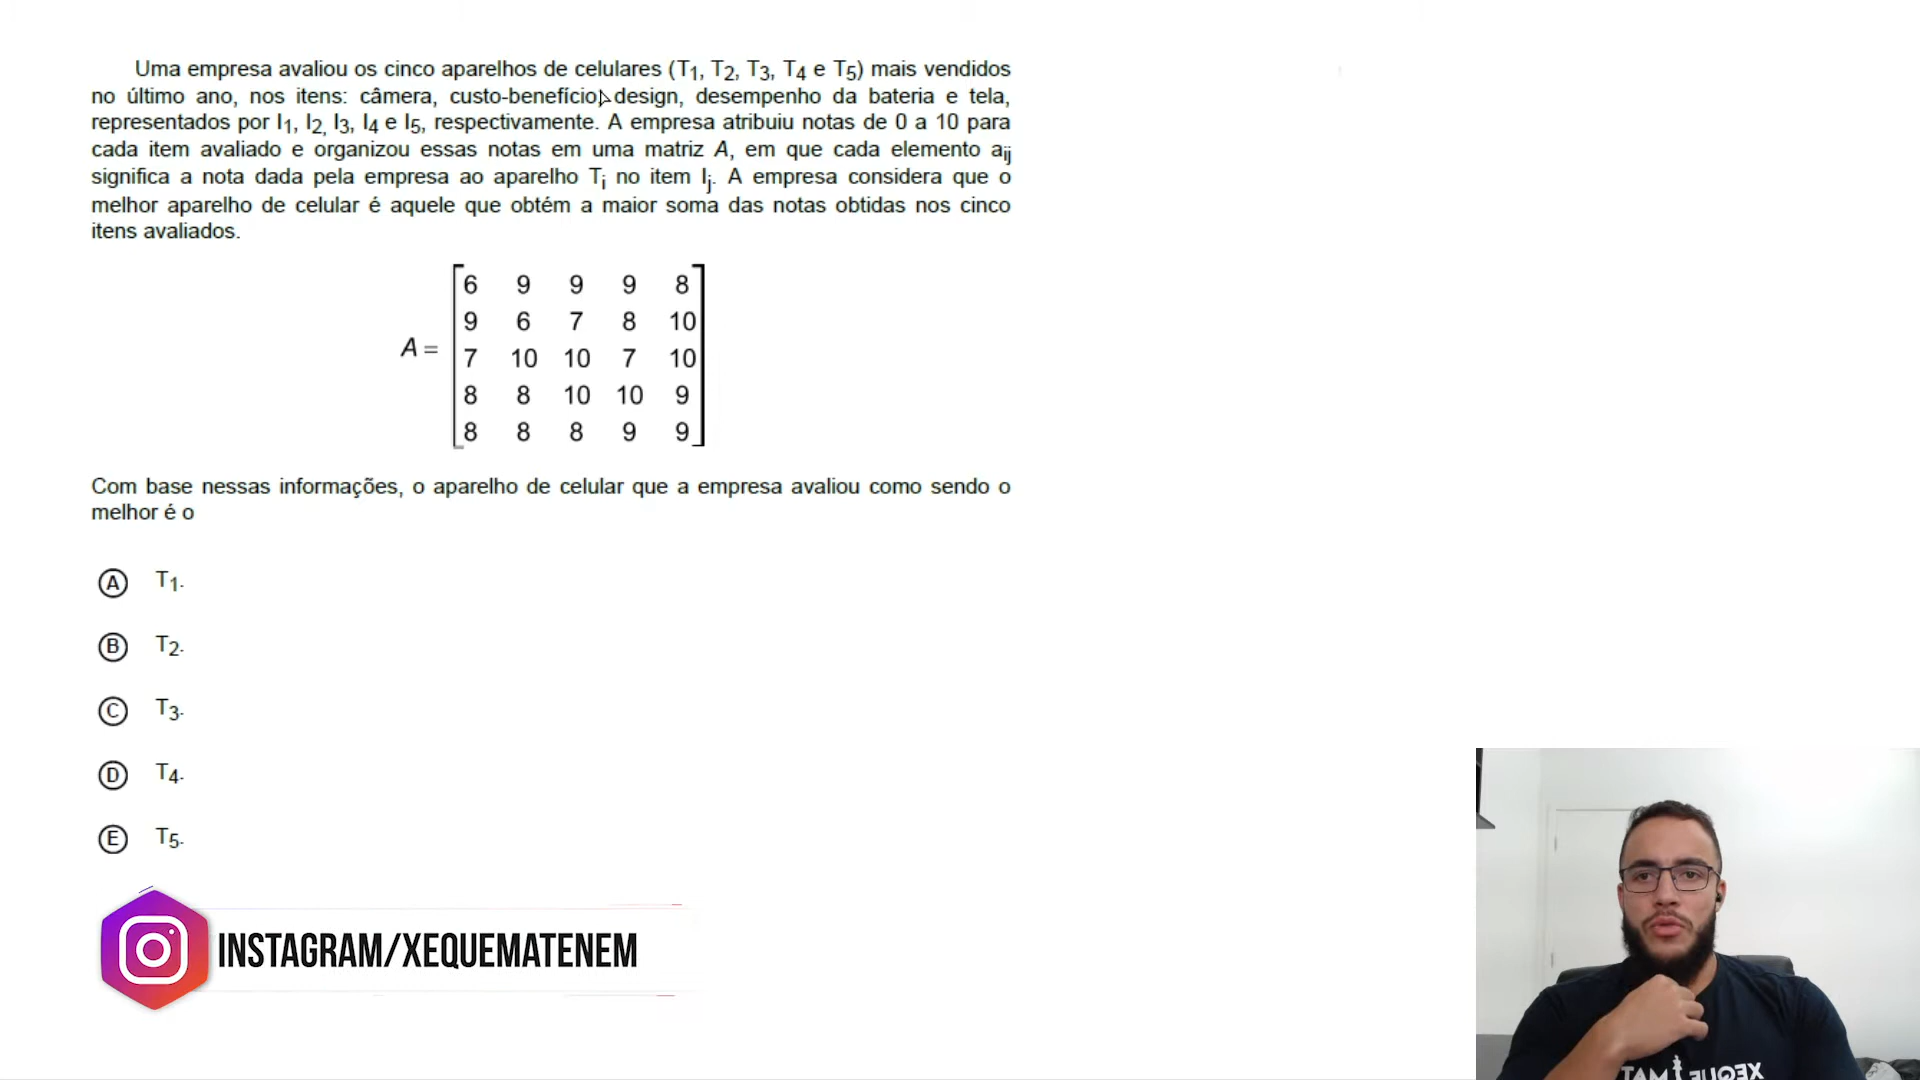 Uma empresa avaliou os cinco aparelhos de celulares (T1, T2, T3, T4 e T5) mais vendidos
no último ano, nos itens: câmera, custo-benefício, design, desempenho da bateria e tela,
representados por I1, I2, I3, I4 e I5, respectivamente. A empresa atribuiu notas de 0 a 10 para
cada item avaliado e organizou essas notas em uma matriz A, em que cada elemento aij
significa a nota dada pela empresa ao aparelho Ti no item Ij. A empresa considera que o
melhor aparelho de celular é aquele que obtém a maior soma das notas obtidas nos cinco
itens avaliados.
6 9 9 9 8
9 6 7 8 10
A = 7 10 10 7 10
8 8 10 10 9
8 8 8 9 9
Com base nessas informações, o aparelho de celular que a empresa avaliou como sendo o
melhor é o
A T1.
B T2.
C T3.
D T4.
E T5.
INSTAGRAM/XEQUEMATENEM
XEQUE
MAT